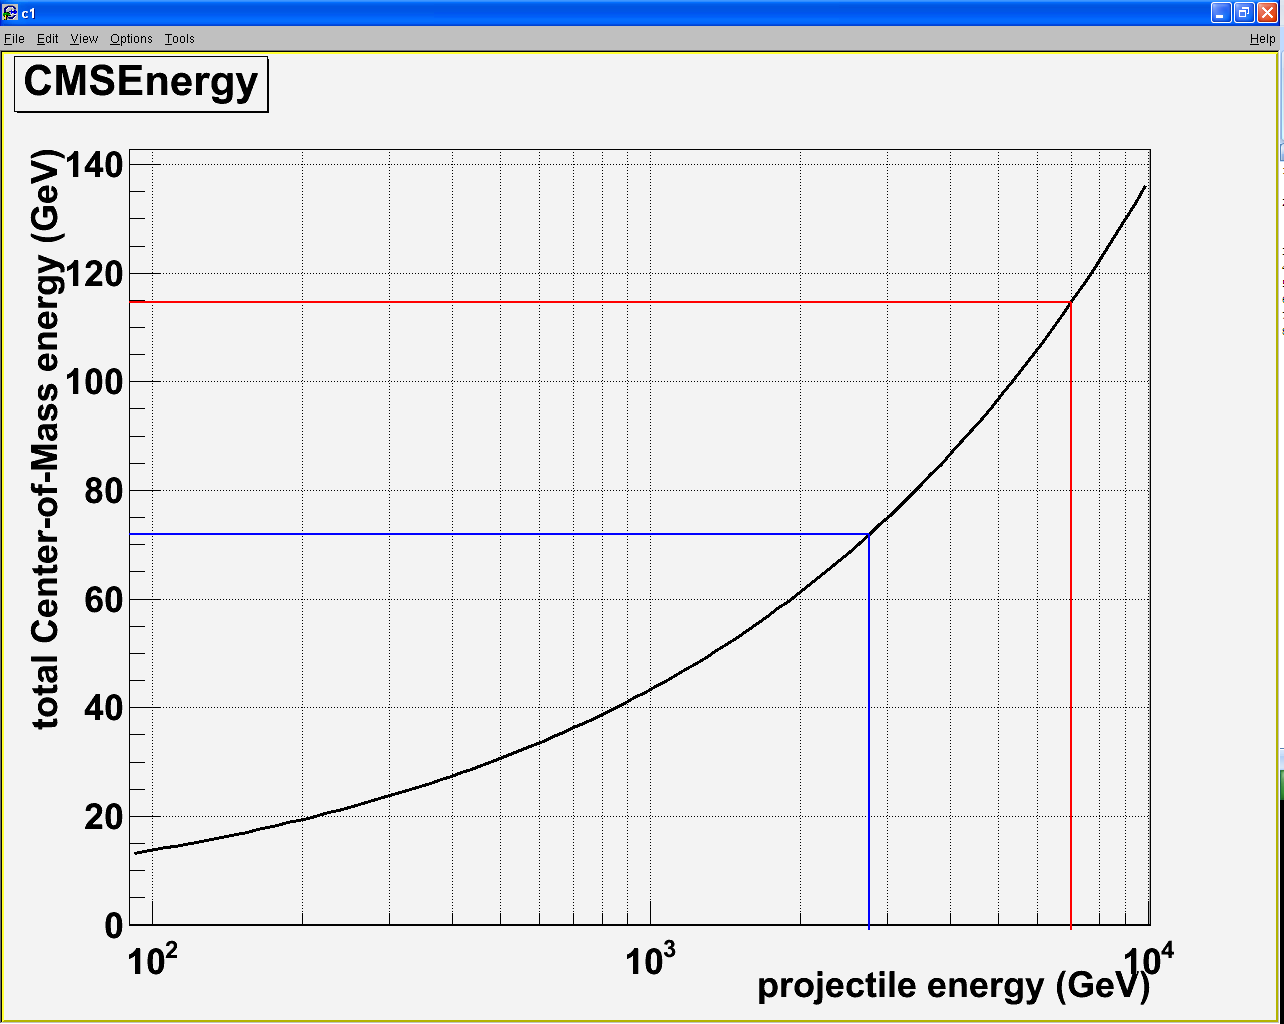 c1
File Edit View Options Tools Help
CMSEnergy
total Center-of-Mass energy (GeV)
140
120
100
80
60
40
20
0
10² 10³ 10⁴
projectile energy (GeV)